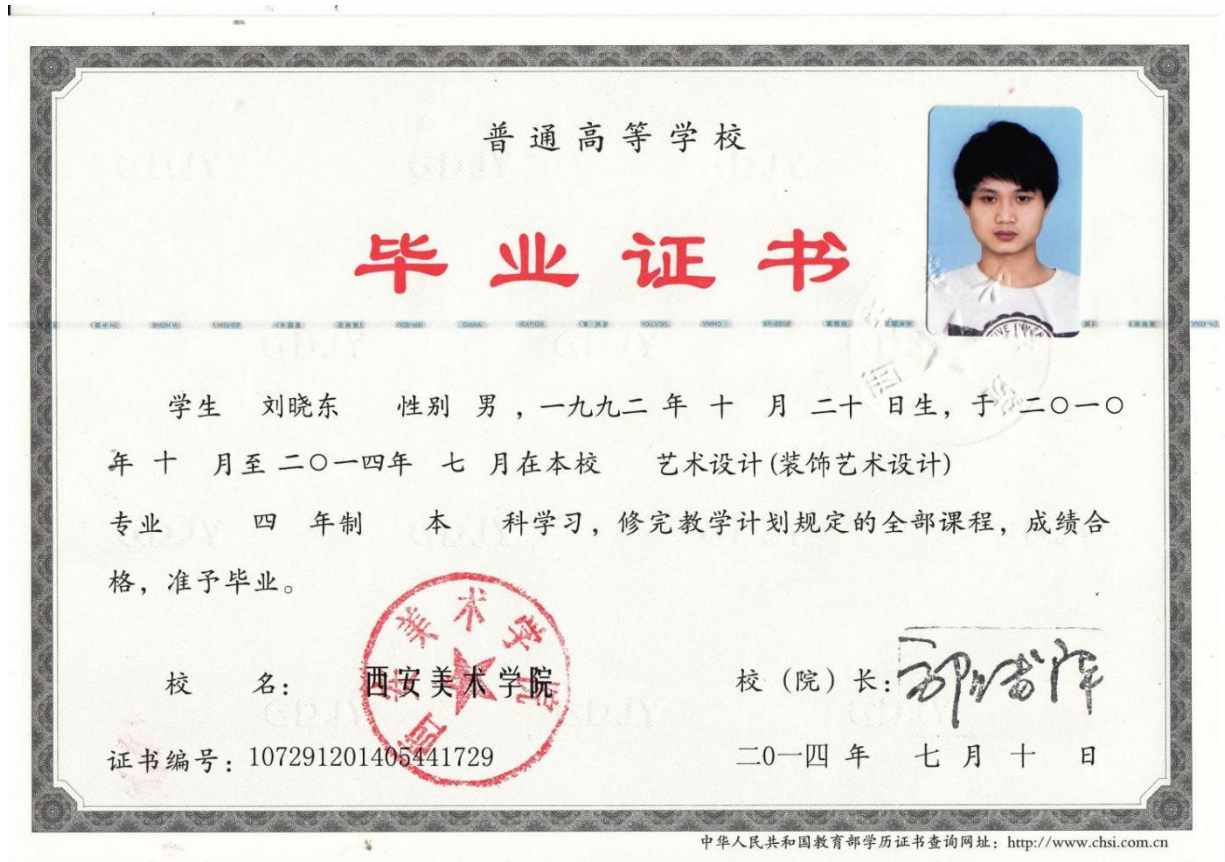 普通高等学校
毕业证书
学生 刘晓东 性别 男 ，一九九二 年 十 月 二十 日生，于 二〇一〇
年 十 月至 二〇一四年 七 月在本校 艺术设计(装饰艺术设计)
专业 四 年制 本 科学习，修完教学计划规定的全部课程，成绩合
格，准予毕业。
校 名： 西安美术学院
西安美术学院
校（院）长：
证书编号：107291201405441729
二〇一四 年 七 月 十 日
中华人民共和国教育部学历证书查询网址：http://www.chsi.com.cn